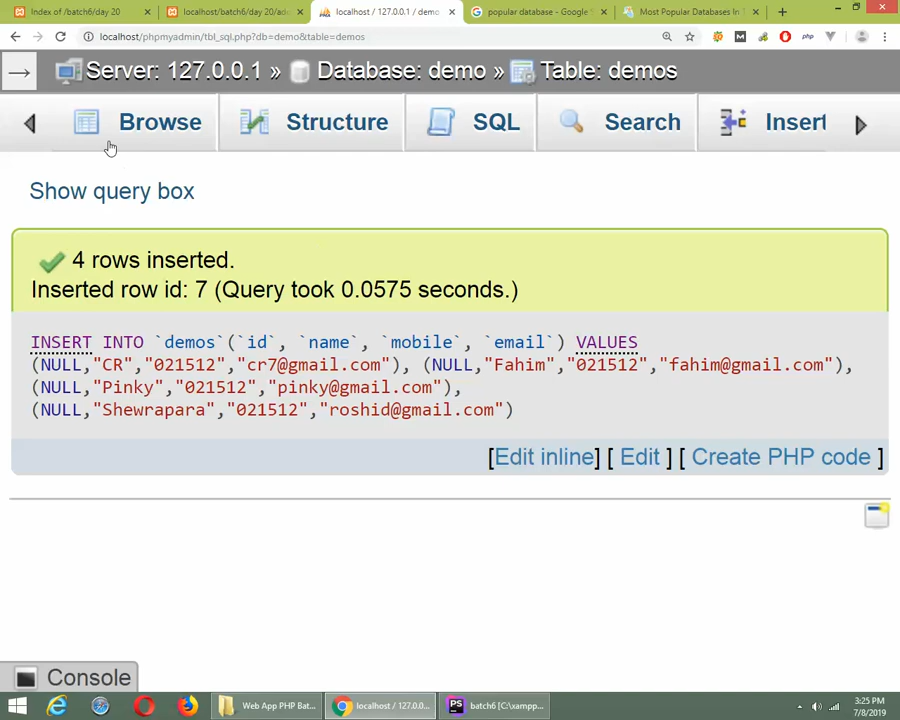 Index of /batch6/day 20
localhost/batch6/day 20/ad
localhost / 127.0.0.1 / demo
popular database - Google S
Most Popular Databases In T
localhost/phpmyadmin/tbl_sql.php?db=demo&table=demos
Server: 127.0.0.1 » Database: demo » Table: demos
Browse Structure SQL Search Insert
Show query box
4 rows inserted.
Inserted row id: 7 (Query took 0.0575 seconds.)
INSERT INTO `demos`(`id`, `name`, `mobile`, `email`) VALUES
(NULL,"CR","021512","cr7@gmail.com"), (NULL,"Fahim","021512","fahim@gmail.com"),
(NULL,"Pinky","021512","pinky@gmail.com"),
(NULL,"Shewrapara","021512","roshid@gmail.com")
[Edit inline] [ Edit ] [ Create PHP code ]
Console
Web App PHP Bat...
localhost / 127.0.0...
batch6 [C:\xampp...
3:25 PM
7/8/2019